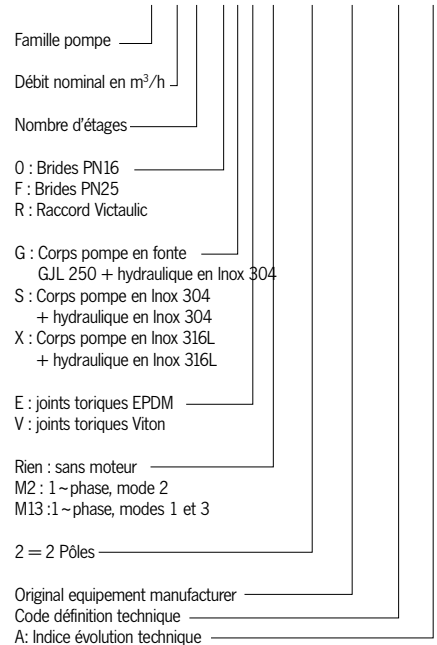 Famille pompe
Débit nominal en m³/h
Nombre d'étages
0 : Brides PN16
F : Brides PN25
R : Raccord Victaulic
G : Corps pompe en fonte
GJL 250 + hydraulique en Inox 304
S : Corps pompe en Inox 304
+ hydraulique en Inox 304
X : Corps pompe en Inox 316L
+ hydraulique en Inox 316L
E : joints toriques EPDM
V : joints toriques Viton
Rien : sans moteur
M2 : 1~phase, mode 2
M13 :1~phase, modes 1 et 3
2 = 2 Pôles
Original equipement manufacturer
Code définition technique
A: Indice évolution technique